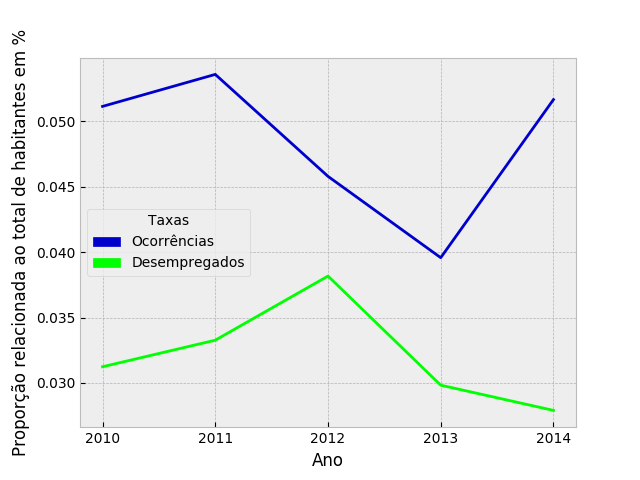 Proporção relacionada ao total de habitantes em %
0.050
0.045
0.040
0.035
0.030
Taxas
Ocorrências
Desempregados
2010 2011 2012 2013 2014
Ano